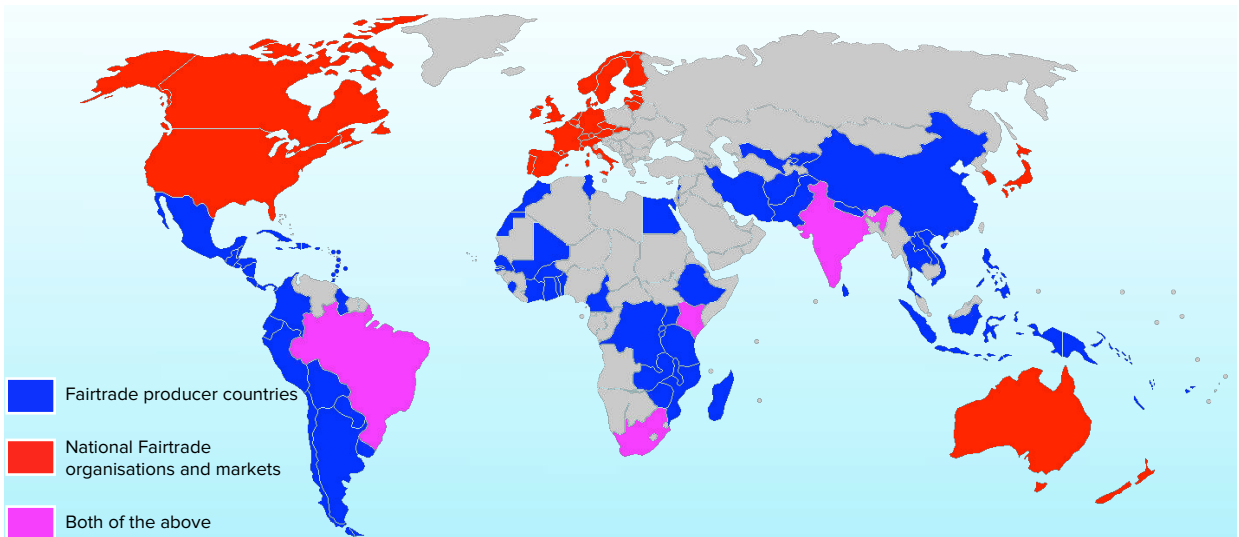 Fairtrade producer countries
National Fairtrade
organisations and markets
Both of the above